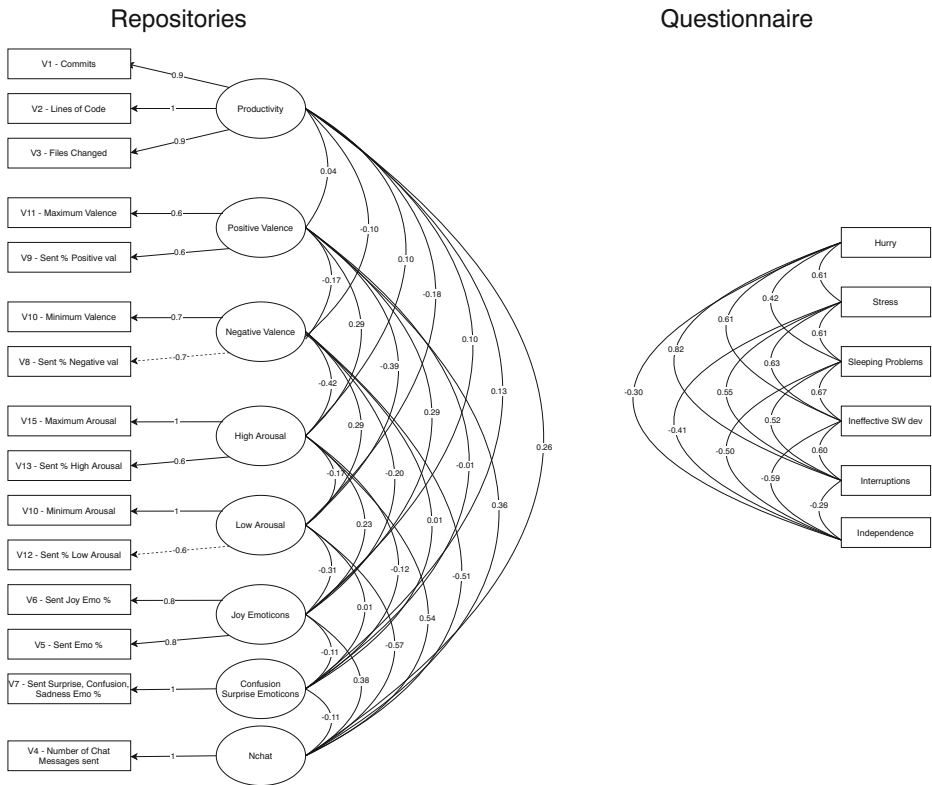 Repositories
Questionnaire
V1 - Commits
0.9
V2 - Lines of Code
1
Productivity
V3 - Files Changed
0.9
0.04
V11 - Maximum Valence
0.6
Positive Valence
V9 - Sent % Positive val
0.6
-0.10
0.10
-0.17
-0.18
V10 - Minimum Valence
0.7
Negative Valence
0.29
0.10
V8 - Sent % Negative val
-0.7
-0.39
-0.42
0.13
V15 - Maximum Arousal
1
High Arousal
0.29
0.29
0.26
V13 - Sent % High Arousal
0.6
-0.17
-0.20
-0.01
V10 - Minimum Arousal
1
Low Arousal
0.23
0.01
0.36
V12 - Sent % Low Arousal
-0.6
-0.31
-0.12
-0.51
V6 - Sent Joy Emo %
0.8
Joy Emoticons
0.01
0.54
V5 - Sent Emo %
0.8
-0.11
-0.57
V7 - Sent Surprise, Confusion,
Sadness Emo %
1
Confusion
Surprise Emoticons
0.38
-0.11
V4 - Number of Chat
Messages sent
1
Nchat
Hurry
0.61
Stress
0.42
0.61
0.61
0.82
0.63
Sleeping Problems
-0.30
0.55
0.67
-0.41
0.52
Ineffective SW dev
-0.50
0.60
-0.59
Interruptions
-0.29
Independence